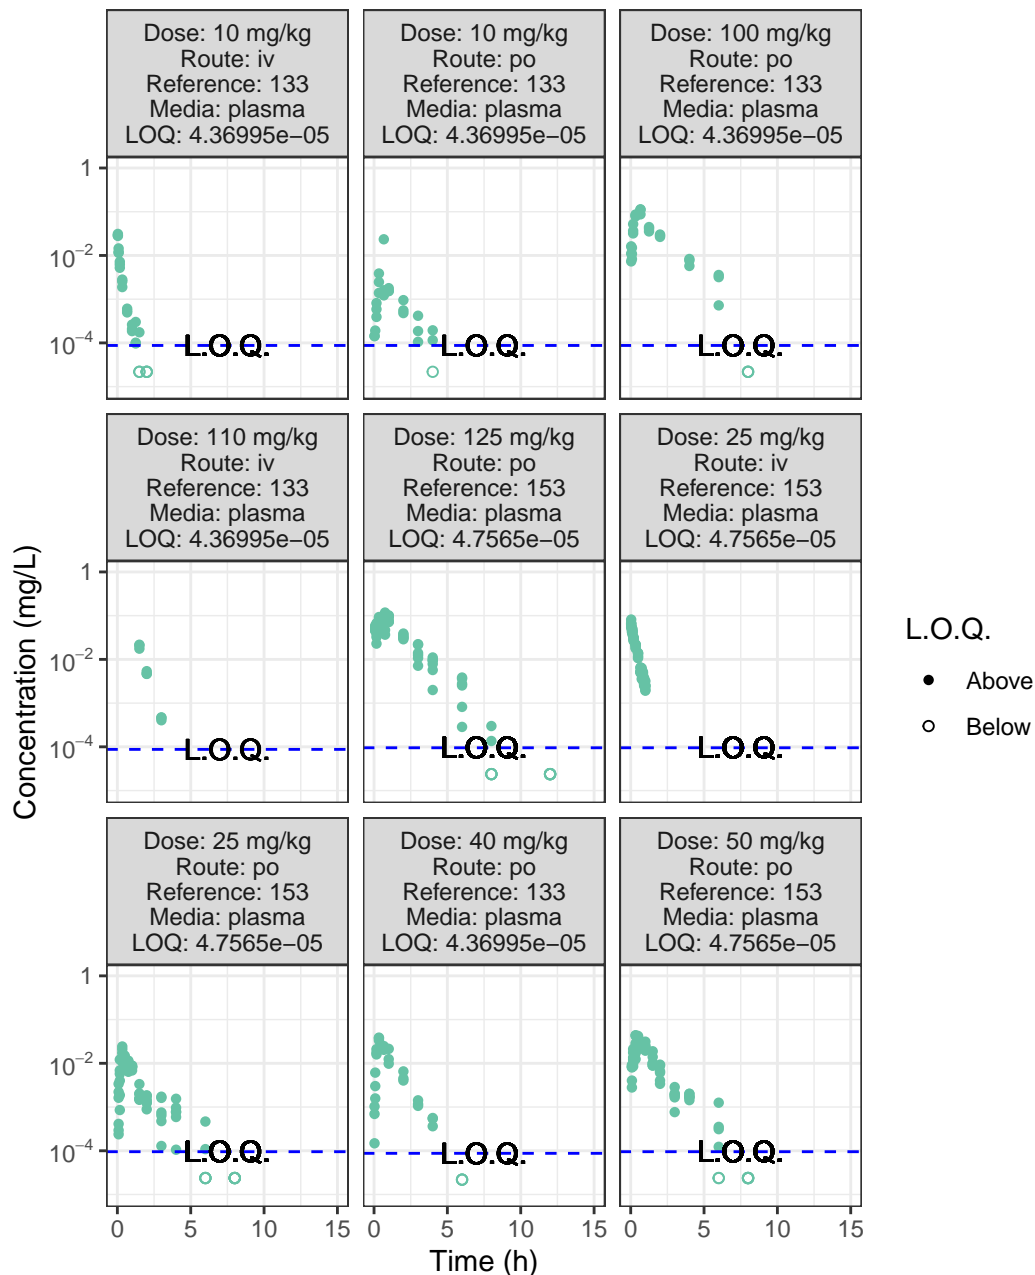 Dose: 10 mg/kg
Route: iv
Reference: 133
Media: plasma
LOQ: 4.36995e−05
Dose: 10 mg/kg
Route: po
Reference: 133
Media: plasma
LOQ: 4.36995e−05
Dose: 100 mg/kg
Route: po
Reference: 133
Media: plasma
LOQ: 4.36995e−05
1
10⁻²
10⁻⁴
L.O.Q.
L.O.Q.
L.O.Q.
Dose: 110 mg/kg
Route: iv
Reference: 133
Media: plasma
LOQ: 4.36995e−05
Dose: 125 mg/kg
Route: po
Reference: 153
Media: plasma
LOQ: 4.7565e−05
Dose: 25 mg/kg
Route: iv
Reference: 153
Media: plasma
LOQ: 4.7565e−05
1
10⁻²
10⁻⁴
L.O.Q.
L.O.Q.
L.O.Q.
Dose: 25 mg/kg
Route: po
Reference: 153
Media: plasma
LOQ: 4.7565e−05
Dose: 40 mg/kg
Route: po
Reference: 133
Media: plasma
LOQ: 4.36995e−05
Dose: 50 mg/kg
Route: po
Reference: 153
Media: plasma
LOQ: 4.7565e−05
1
10⁻²
10⁻⁴
L.O.Q.
L.O.Q.
L.O.Q.
0 5 10 15
0 5 10 15
0 5 10 15
Time (h)
Concentration (mg/L)
L.O.Q.
Above
Below